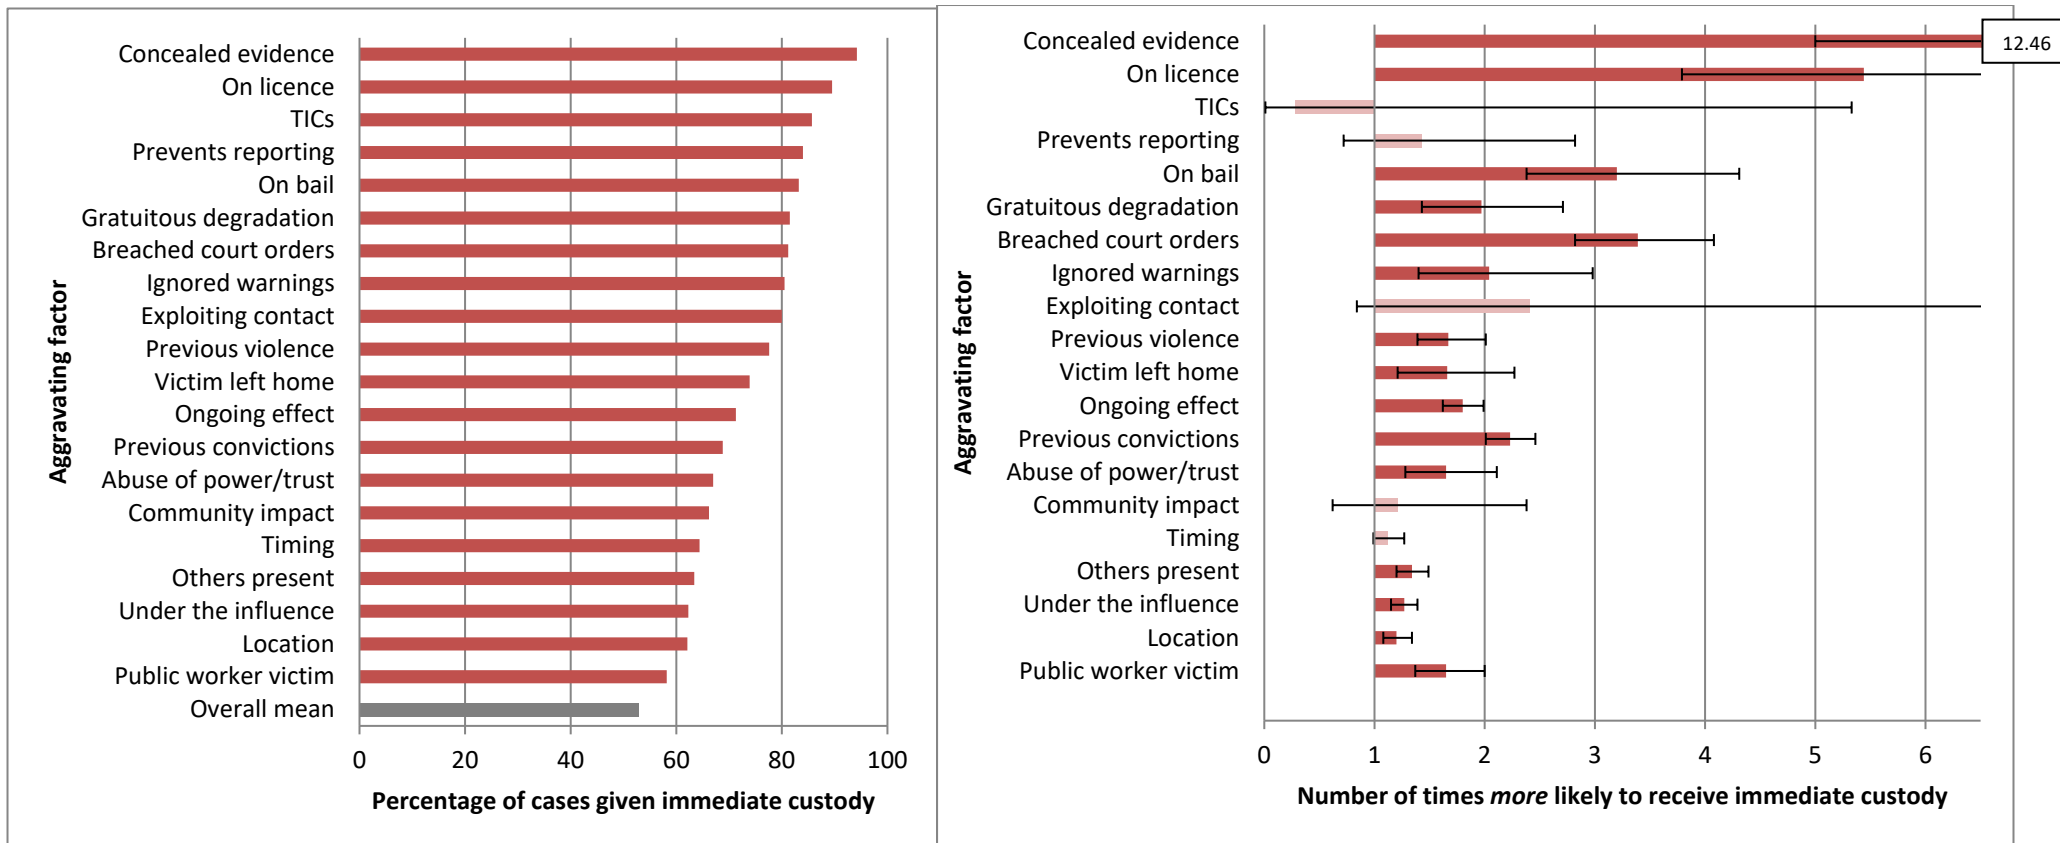 Aggravating factor
Concealed evidence
On licence
TICs
Prevents reporting
On bail
Gratuitous degradation
Breached court orders
Ignored warnings
Exploiting contact
Previous violence
Victim left home
Ongoing effect
Previous convictions
Abuse of power/trust
Community impact
Timing
Others present
Under the influence
Location
Public worker victim
Overall mean
0 20 40 60 80 100
Percentage of cases given immediate custody
Aggravating factor
Concealed evidence
12.46
On licence
TICs
Prevents reporting
On bail
Gratuitous degradation
Breached court orders
Ignored warnings
Exploiting contact
Previous violence
Victim left home
Ongoing effect
Previous convictions
Abuse of power/trust
Community impact
Timing
Others present
Under the influence
Location
Public worker victim
0 1 2 3 4 5 6
Number of times more likely to receive immediate custody